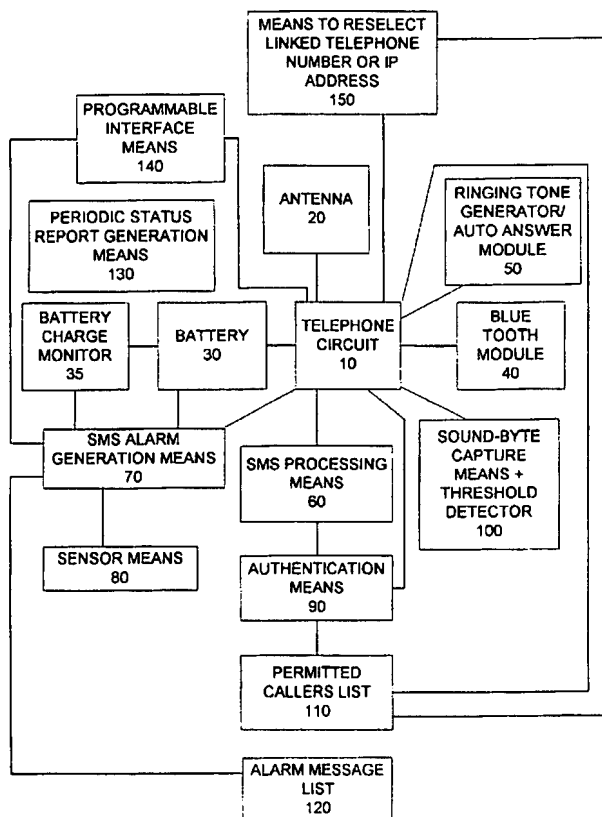 MEANS TO RESELECT
LINKED TELEPHONE
NUMBER OR IP
ADDRESS
150
PROGRAMMABLE
INTERFACE
MEANS
140
ANTENNA
20
RINGING TONE
GENERATOR/
AUTO ANSWER
MODULE
50
PERIODIC STATUS
REPORT GENERATION
MEANS
130
BATTERY
CHARGE
MONITOR
35
BATTERY
30
TELEPHONE
CIRCUIT
10
BLUE
TOOTH
MODULE
40
SMS ALARM
GENERATION MEANS
70
SMS PROCESSING
MEANS
60
SOUND-BYTE
CAPTURE
MEANS +
THRESHOLD
DETECTOR
100
SENSOR MEANS
80
AUTHENTICATION
MEANS
90
PERMITTED
CALLERS LIST
110
ALARM MESSAGE
LIST
120